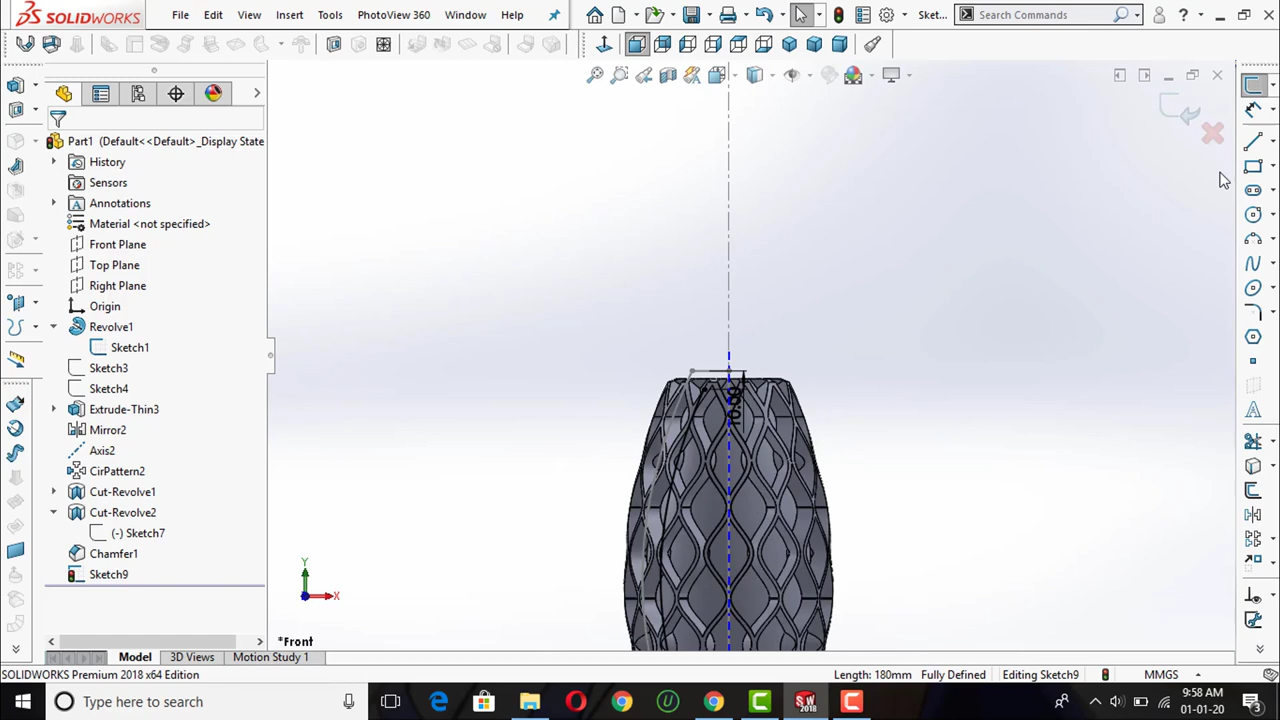 SOLIDWORKS
File Edit View Insert Tools PhotoView 360 Window Help
Sket...
Search Commands
Part1 (Default<<Default>_Display State
History
Sensors
Annotations
Material <not specified>
Front Plane
Top Plane
Right Plane
Origin
Revolve1
Sketch1
Sketch3
Sketch4
Extrude-Thin3
Mirror2
Axis2
CirPattern2
Cut-Revolve1
Cut-Revolve2
(-) Sketch7
Chamfer1
Sketch9
Y
X
*Front
Model 3D Views Motion Study 1
SOLIDWORKS Premium 2018 x64 Edition
Length: 180mm Fully Defined Editing Sketch9 MMGS
Type here to search
SW
2018
9:58 AM
01-01-20
3